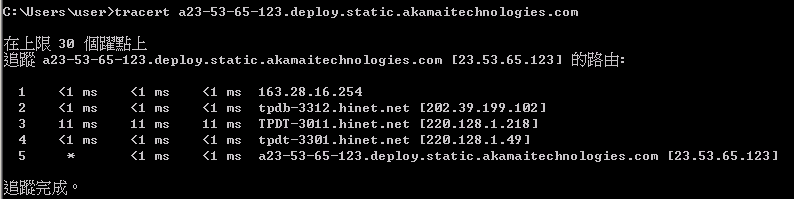 C:\Users\user>tracert a23-53-65-123.deploy.static.akamaitechnologies.com
在上限 30 個躍點上
追蹤 a23-53-65-123.deploy.static.akamaitechnologies.com [23.53.65.123] 的路由:
1 <1 ms <1 ms <1 ms 163.28.16.254
2 <1 ms <1 ms <1 ms tpdb-3312.hinet.net [202.39.199.102]
3 11 ms 11 ms 11 ms TPDT-3011.hinet.net [220.128.1.218]
4 <1 ms <1 ms <1 ms tpdt-3301.hinet.net [220.128.1.49]
5 * <1 ms <1 ms a23-53-65-123.deploy.static.akamaitechnologies.com [23.53.65.123]
追蹤完成。